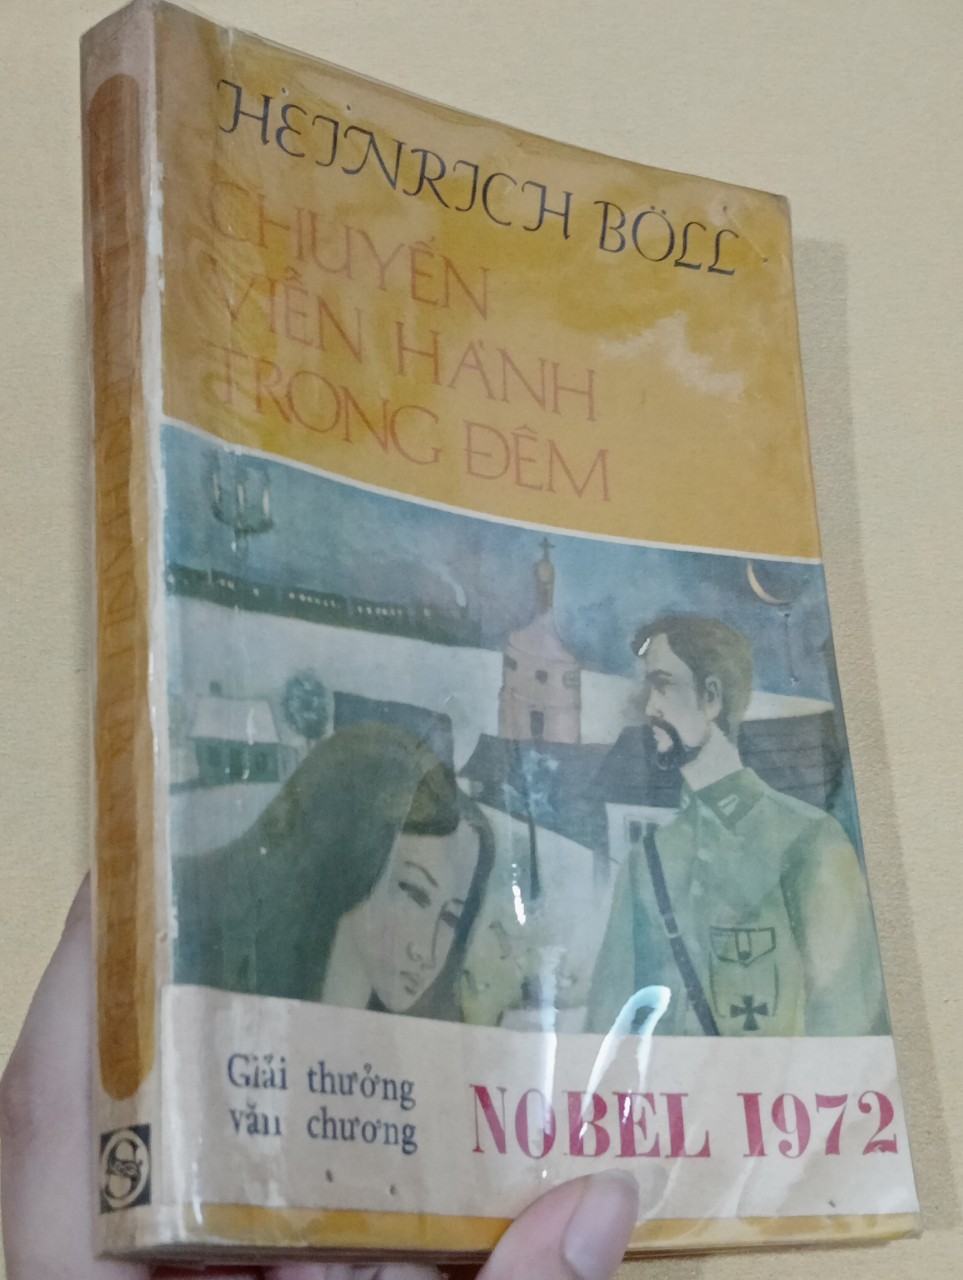 HEINRICH BÖLL
CHUYẾN
VIỄN HÀNH
TRONG ĐÊM
Giải thưởng
văn chương
NOBEL 1972